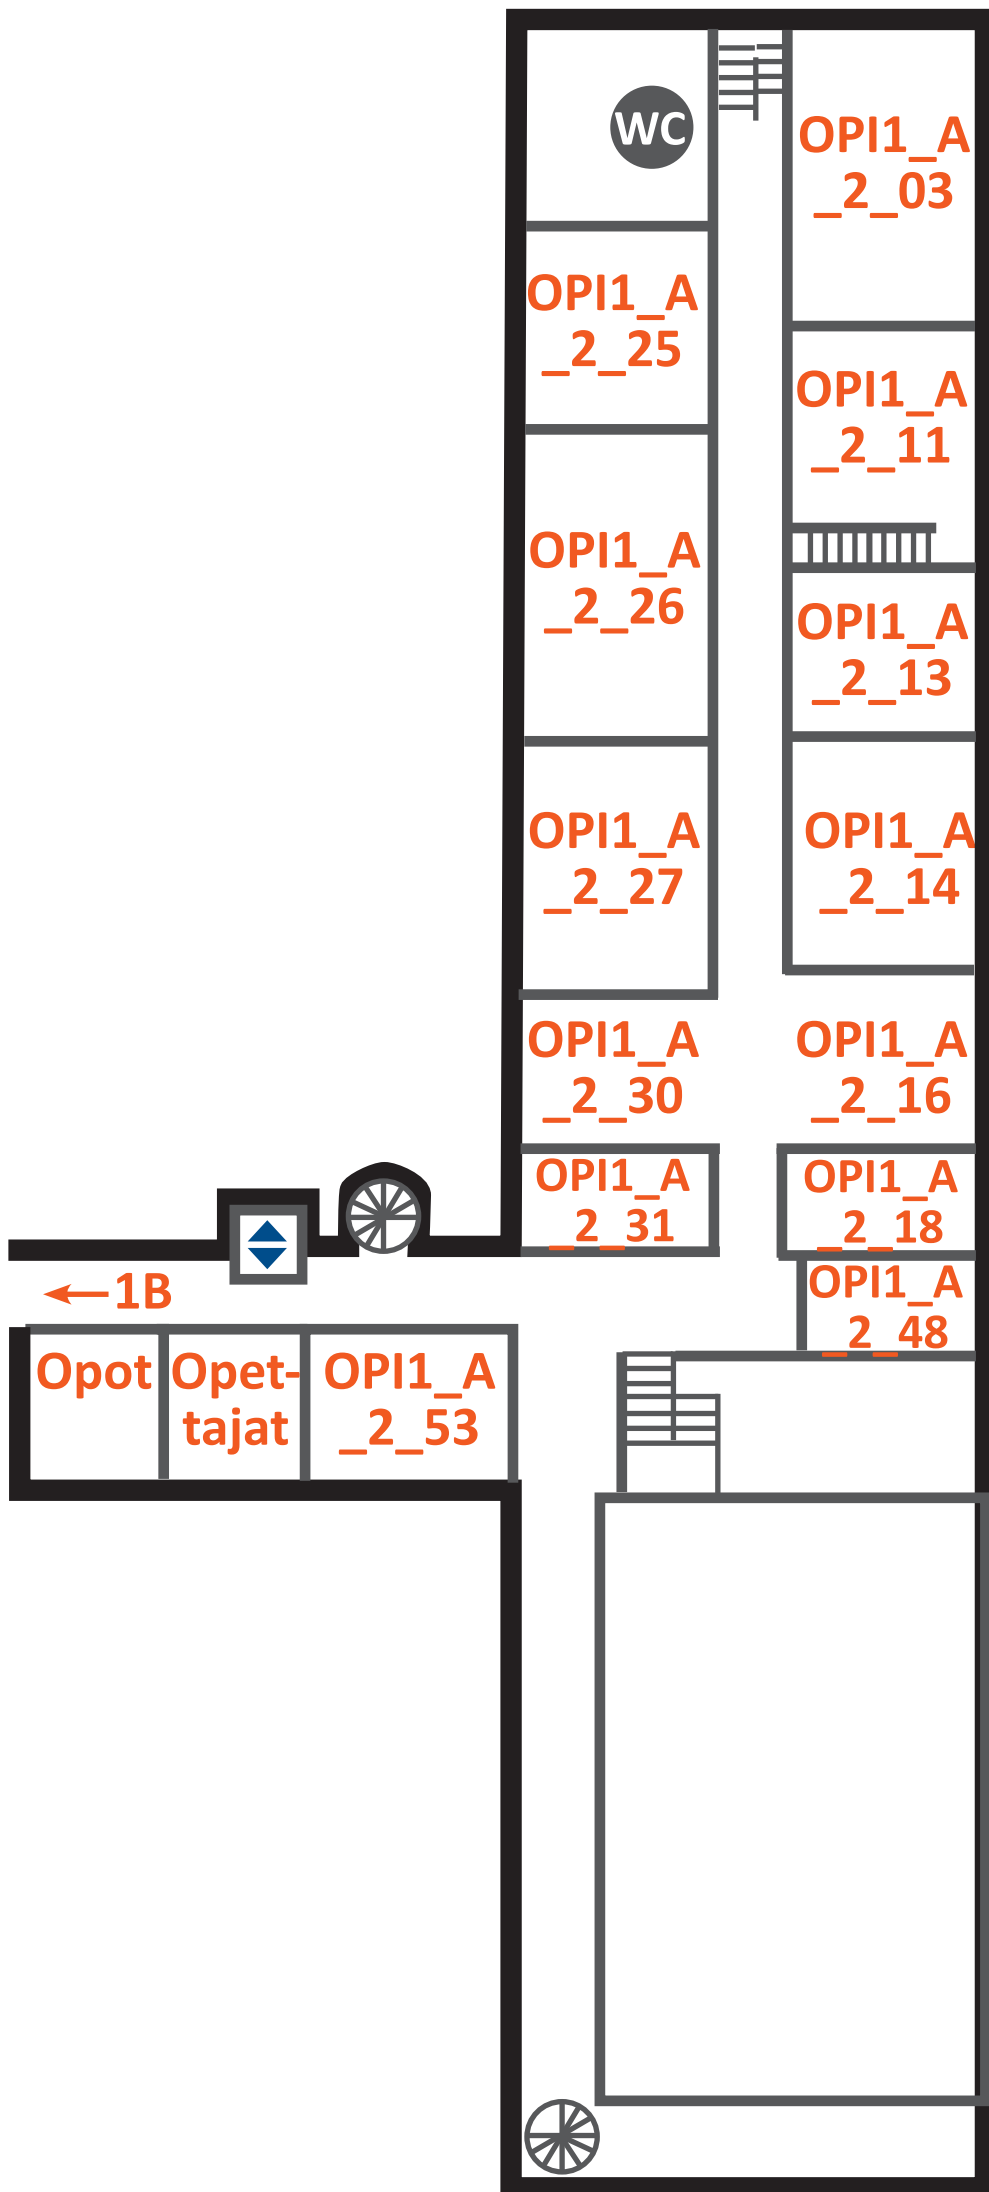 WC
OPI1_A
_2_03
OPI1_A
_2_25
OPI1_A
_2_11
OPI1_A
_2_26
OPI1_A
_2_13
OPI1_A
_2_27
OPI1_A
_2_14
OPI1_A
_2_30
OPI1_A
_2_16
OPI1_A
_2_31
OPI1_A
_2_18
OPI1_A
_2_48
1B
Opot
Opet-
tajat
OPI1_A
_2_53